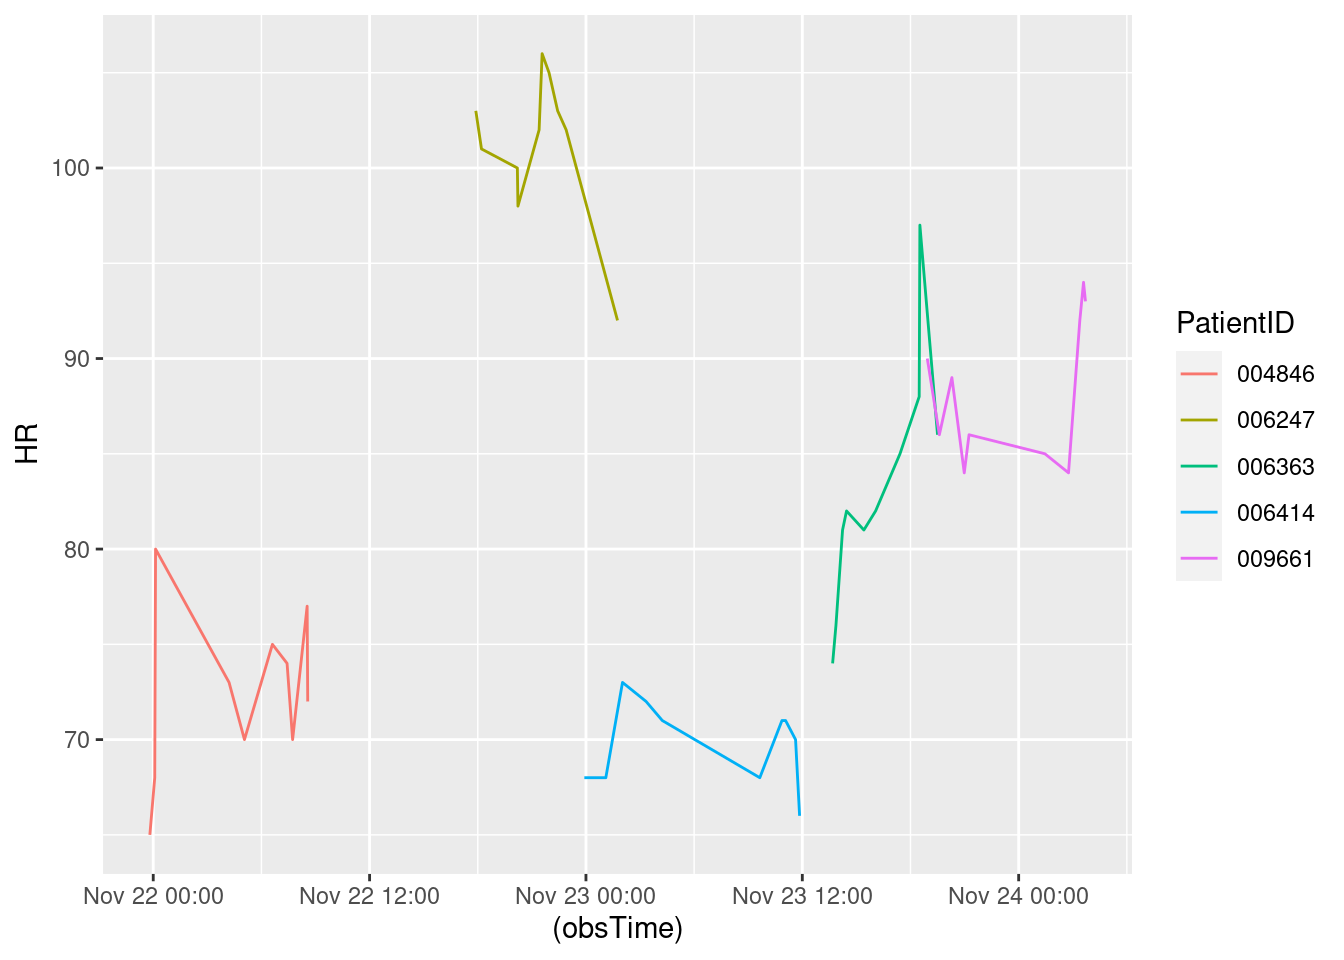 HR
100
90
80
70
Nov 22 00:00
Nov 22 12:00
Nov 23 00:00
Nov 23 12:00
Nov 24 00:00
(obsTime)
PatientID
004846
006247
006363
006414
009661